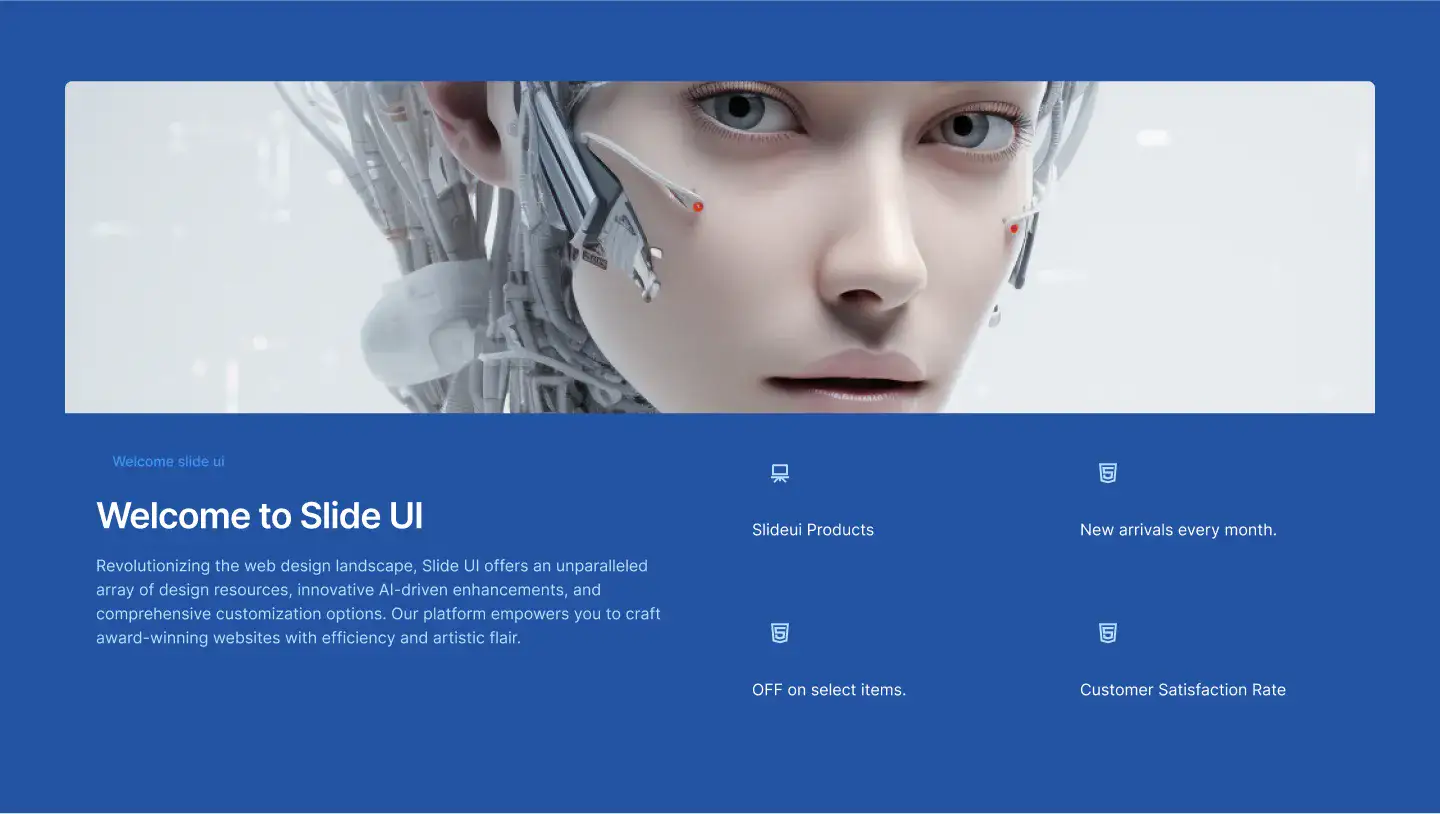 Welcome slide ui
Welcome to Slide UI
Revolutionizing the web design landscape, Slide UI offers an unparalleled
array of design resources, innovative AI-driven enhancements, and
comprehensive customization options. Our platform empowers you to craft
award-winning websites with efficiency and artistic flair.
Slideui Products
New arrivals every month.
OFF on select items.
Customer Satisfaction Rate